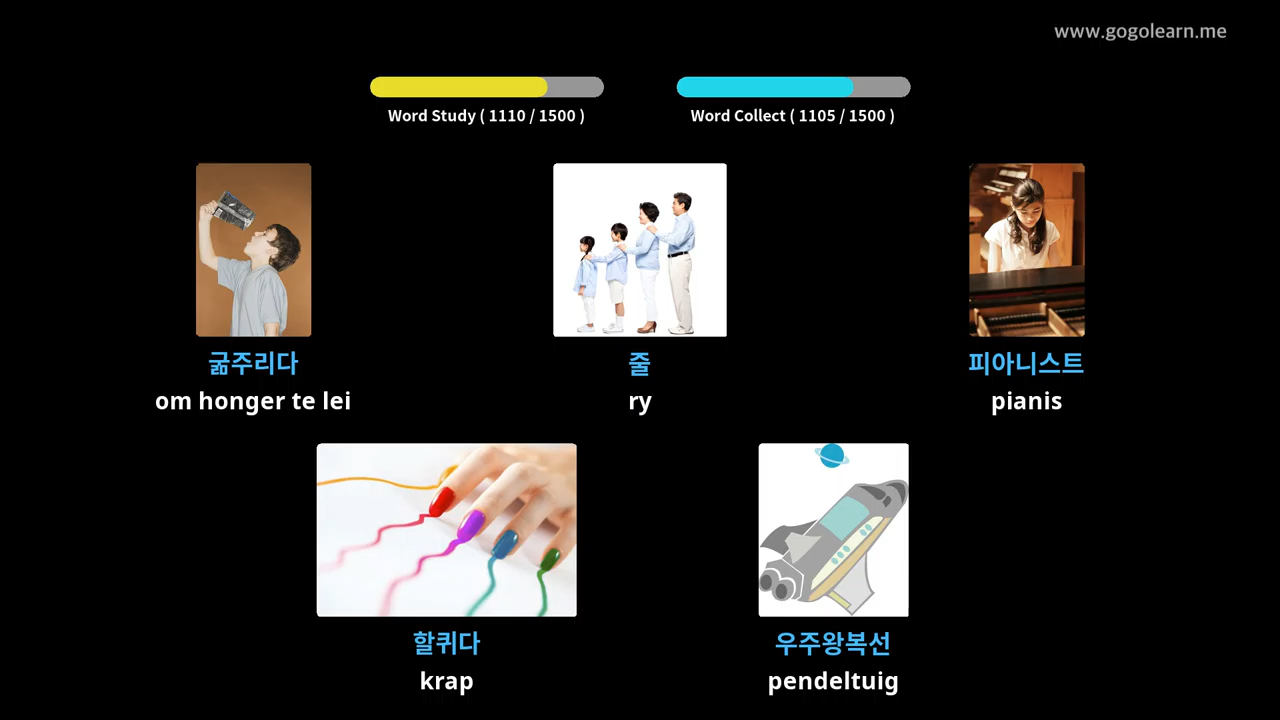 www.gogolearn.me
Word Study ( 1110 / 1500 )
Word Collect ( 1105 / 1500 )
굶주리다
om honger te lei
줄
ry
피아니스트
pianis
할퀴다
krap
우주왕복선
pendeltuig